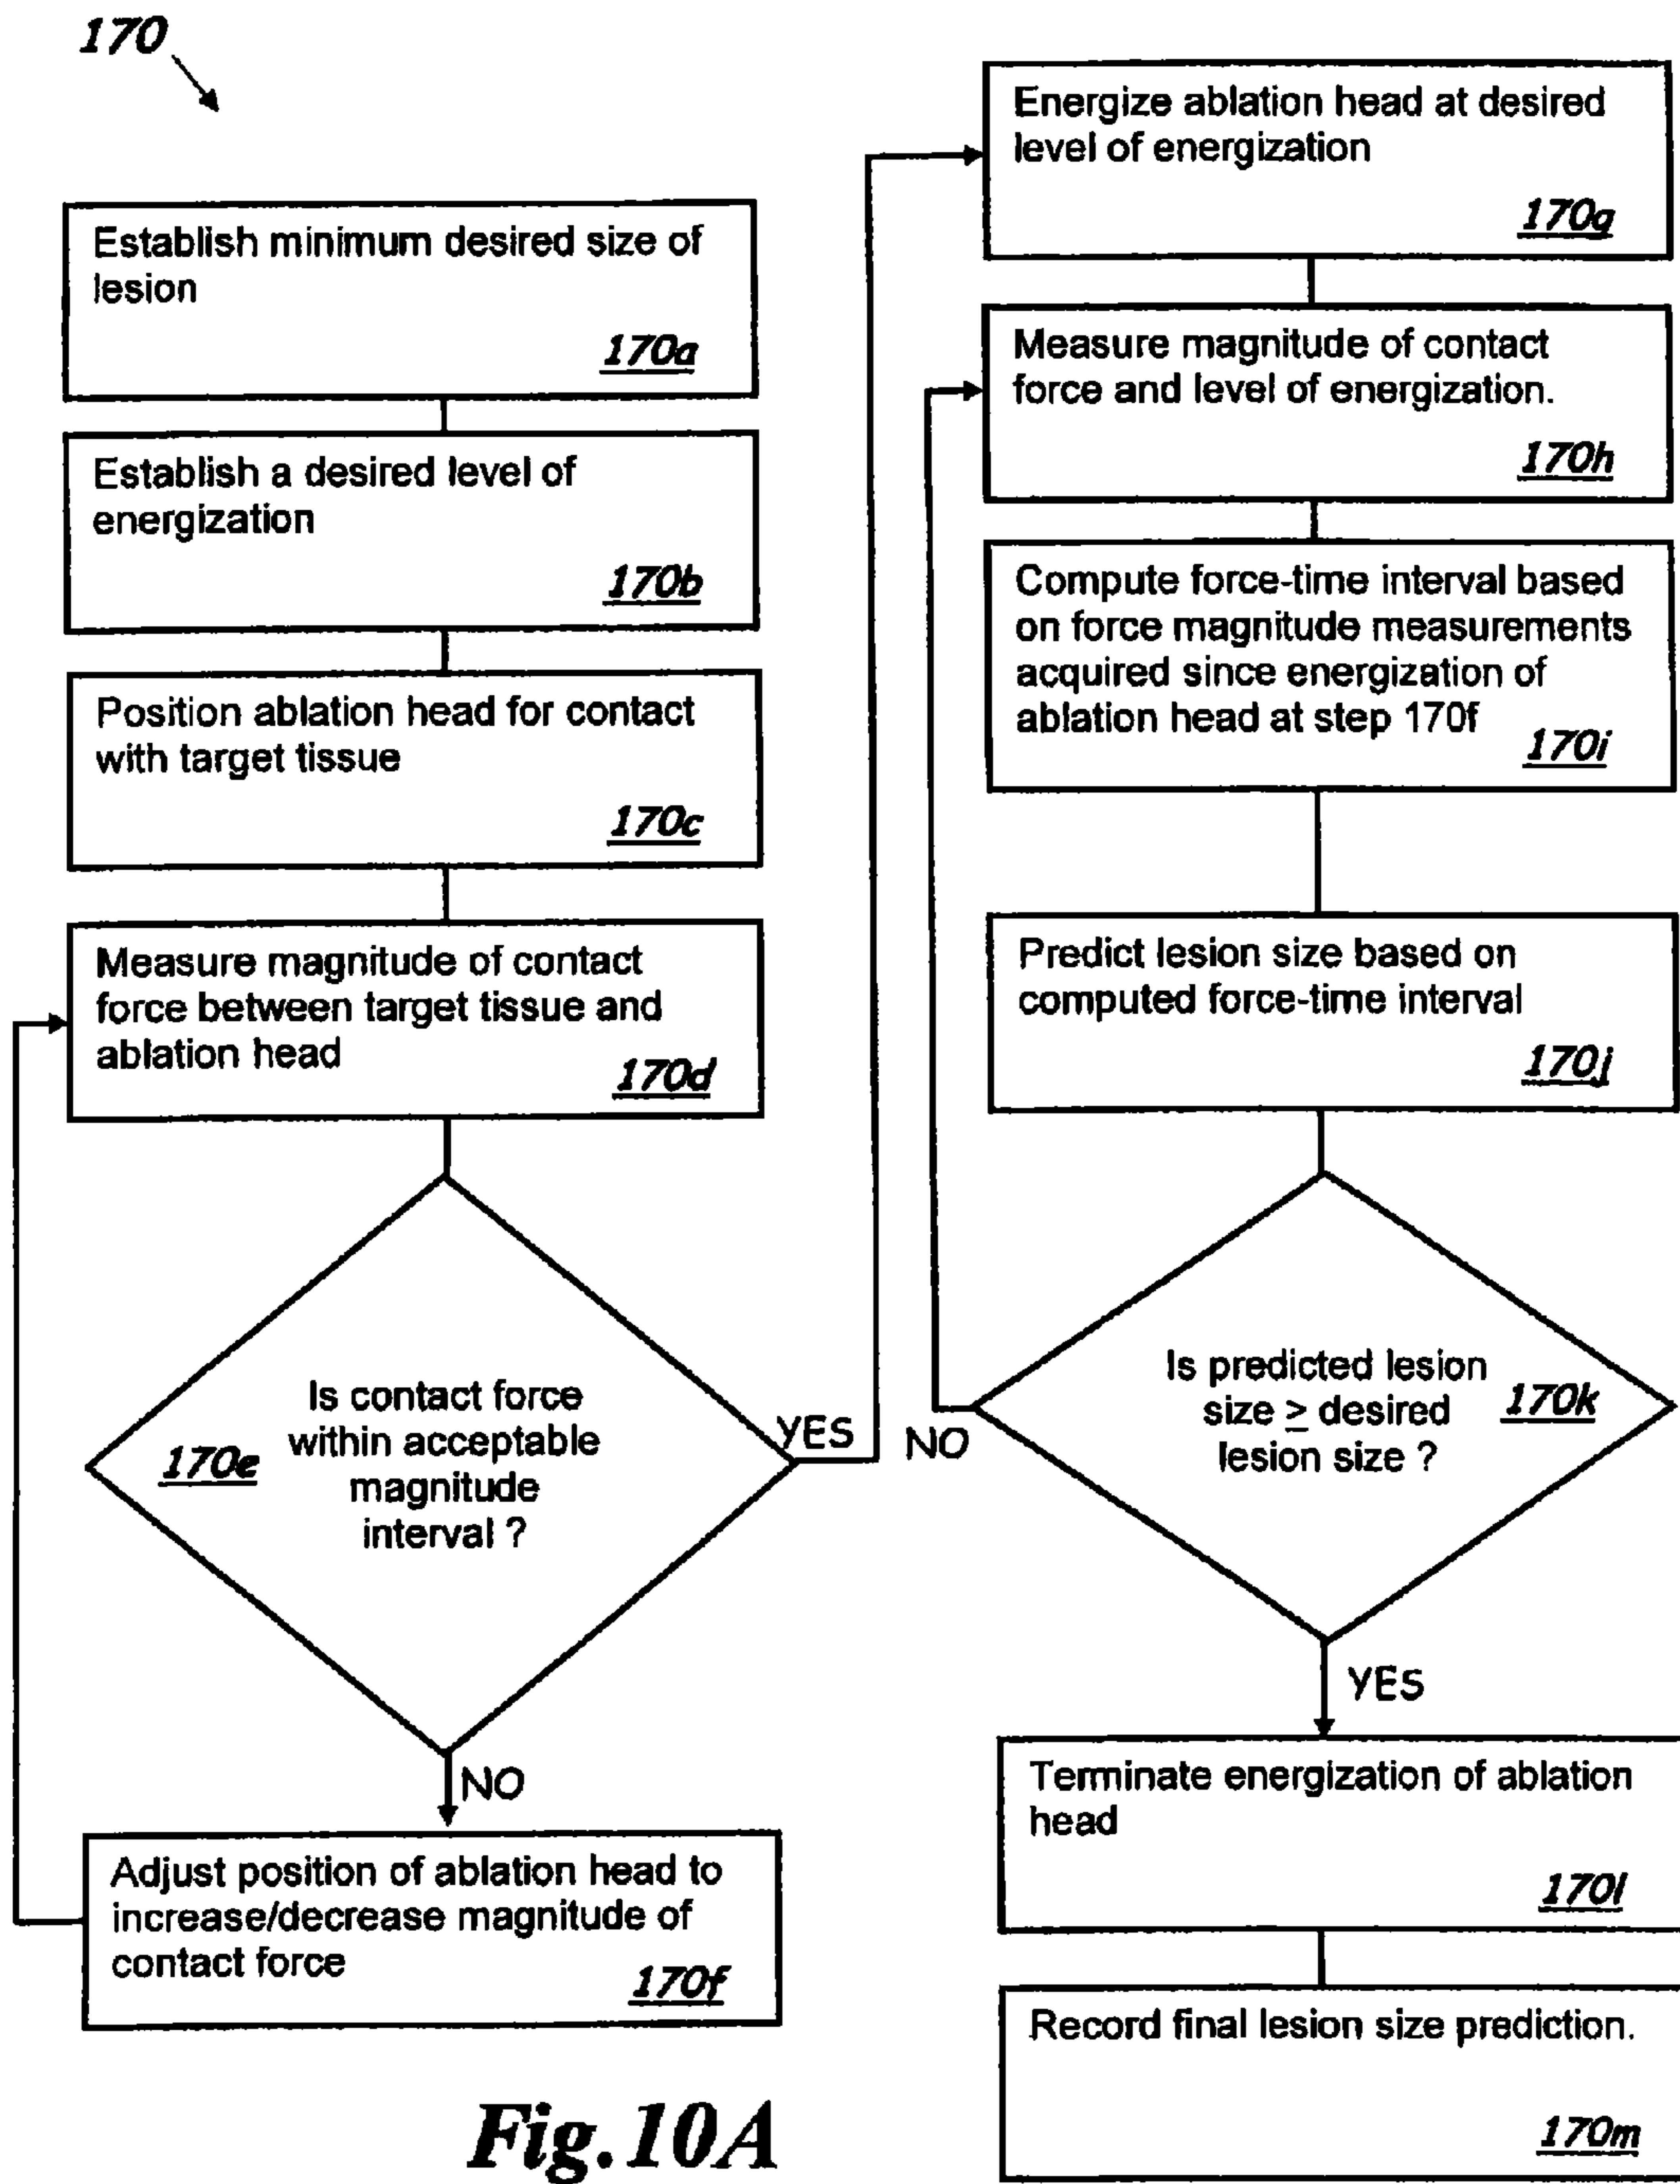 170
Establish minimum desired size of
lesion
170a
Establish a desired level of
energization
170b
Position ablation head for contact
with target tissue
170c
Measure magnitude of contact
force between target tissue and
ablation head
170d
Is contact force
within acceptable
magnitude
interval ?
170e
YES
NO
Adjust position of ablation head to
increase/decrease magnitude of
contact force
170f
Energize ablation head at desired
level of energization
170g
Measure magnitude of contact
force and level of energization.
170h
Compute force-time interval based
on force magnitude measurements
acquired since energization of
ablation head at step 170f
170i
Predict lesion size based on
computed force-time interval
170j
Is predicted lesion
size ≥ desired
lesion size ?
170k
NO
YES
Terminate energization of ablation
head
170l
Record final lesion size prediction.
170m
Fig.10A